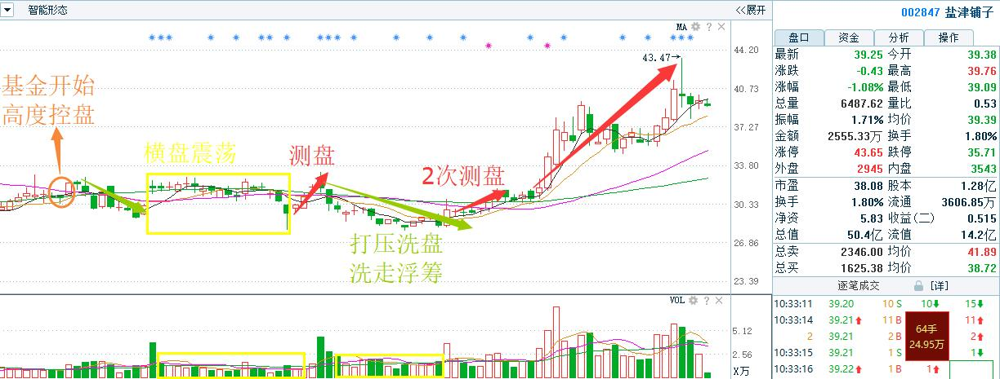 智能形态
<<展开
MA ?
43.47→
44.20
40.73
37.27
33.80
30.33
26.86
23.39
基金开始
高度控盘
横盘震荡
测盘
打压洗盘
洗走浮筹
2次测盘
VOL ?
5.12
2.56
X万
002847 盐津铺子
盘口 资金 分析 操作
最新 39.25 今开 39.38
涨跌 -0.43 最高 39.76
涨幅 -1.08% 最低 39.09
总量 6487.62 量比 0.53
振幅 1.71% 均价 39.39
金额 2555.33万 换手 1.80%
涨停 43.65 跌停 35.71
外盘 2945 内盘 3543
市盈 38.08 股本 1.28亿
换手 1.80% 流通 3606.85万
净资 5.83 收益(二) 0.515
总值 50.4亿 流值 14.2亿
总卖 2346.00 均价 41.89
总买 1625.38 均价 38.72
逐笔成交 [详]
10:33:11 39.20 10 S 10⬇ 15⬇
10:33:14 39.21⬆ 11 B 11⬆
2 39.21 2 B 2⬆
10:33:15 39.21 1 S 1⬇
10:33:16 39.22⬆ 1 B 1⬆
64手
24.95万